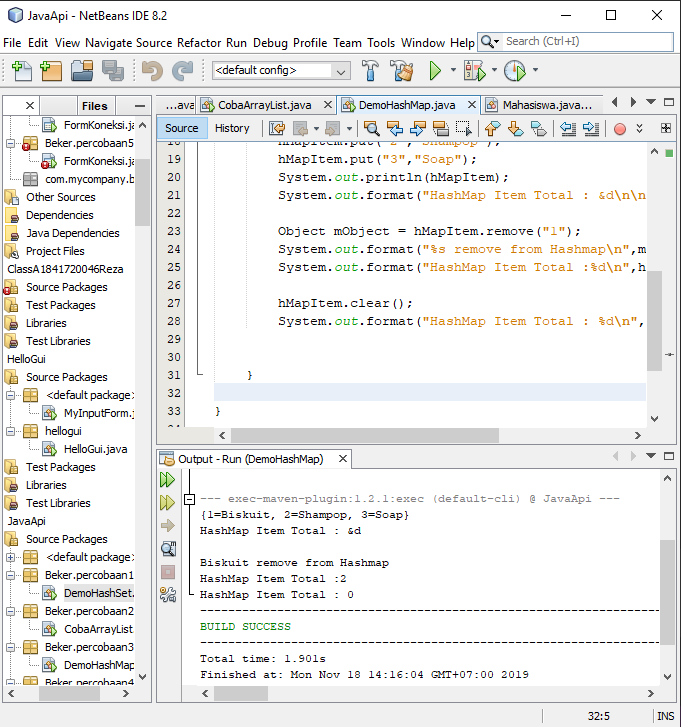 JavaApi - NetBeans IDE 8.2
File Edit View Navigate Source Refactor Run Debug Profile Team Tools Window Help Search (Ctrl+I)
<default config>
Files
FormKoneksi.ja
Beker.percobaan5
FormKoneksi.ja
com.mycompany.b
Other Sources
Dependencies
Java Dependencies
Project Files
ClassA1841720046Reza
Source Packages
Test Packages
Libraries
Test Libraries
HelloGui
Source Packages
<default package>
MyInputForm.j
hellogui
HelloGui.java
Test Packages
Libraries
Test Libraries
JavaApi
Source Packages
<default package>
Beker.percobaan1
DemoHashSet.
Beker.percobaan2
CobaArrayList
Beker.percobaan3
DemoHashMap
Beker.percobaan4
...ava CobaArrayList.java DemoHashMap.java Mahasiswa.java...
Source History
18 hMapItem.put("2","Shampop");
19 hMapItem.put("3","Soap");
20 System.out.println(hMapItem);
21 System.out.format("HashMap Item Total : &d\n\n
22
23 Object mObject = hMapItem.remove("1");
24 System.out.format("%s remove from Hashmap\n",m
25 System.out.format("HashMap Item Total :%d\n",h
26
27 hMapItem.clear();
28 System.out.format("HashMap Item Total : %d\n",
29
30
31 }
32
33 }
Output - Run (DemoHashMap)
--- exec-maven-plugin:1.2.1:exec (default-cli) @ JavaApi ---
{1=Biskuit, 2=Shampop, 3=Soap}
HashMap Item Total : &d
Biskuit remove from Hashmap
HashMap Item Total :2
HashMap Item Total : 0
------------------------------------------------------------------------
BUILD SUCCESS
------------------------------------------------------------------------
Total time: 1.901s
Finished at: Mon Nov 18 14:16:04 GMT+07:00 2019
32:5 INS